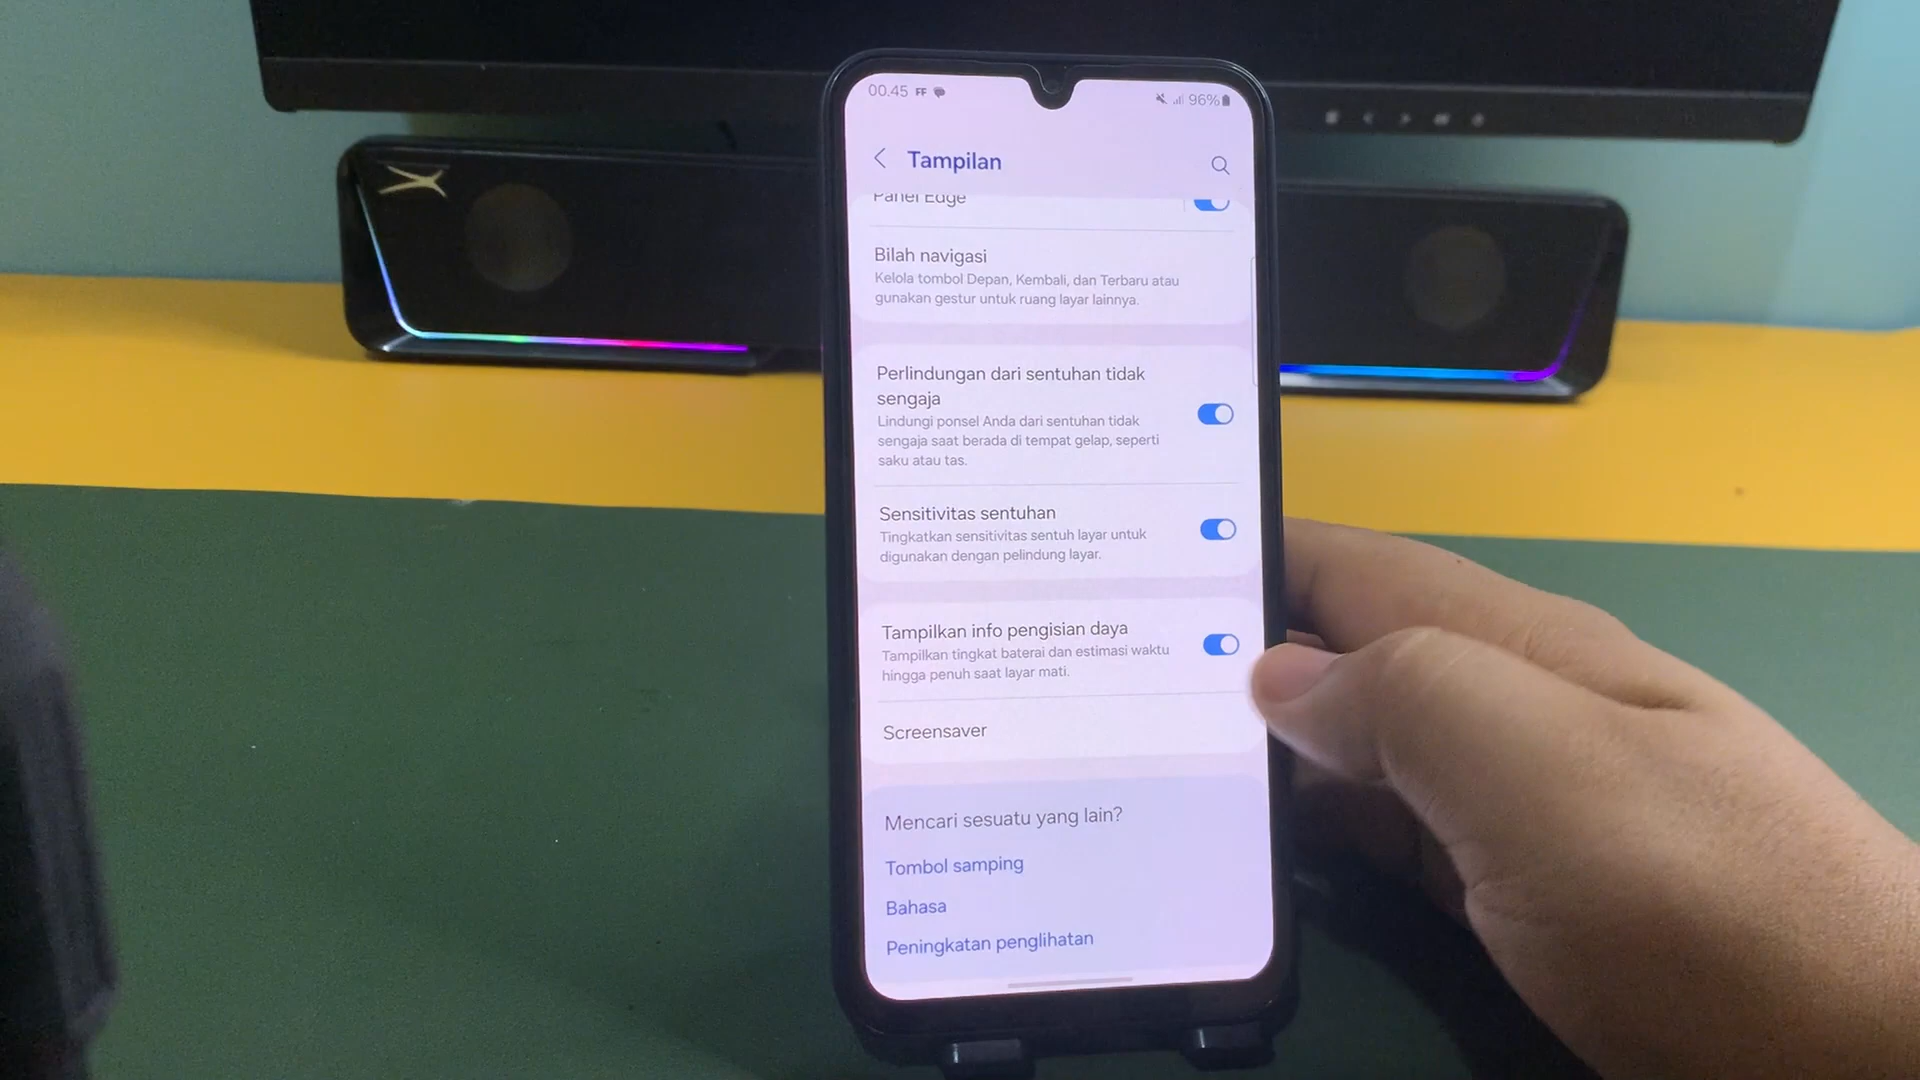 00.45 FF
96%
Tampilan
Panel Edge
Bilah navigasi
Kelola tombol Depan, Kembali, dan Terbaru atau
gunakan gestur untuk ruang layar lainnya.
Perlindungan dari sentuhan tidak
sengaja
Lindungi ponsel Anda dari sentuhan tidak
sengaja saat berada di tempat gelap, seperti
saku atau tas.
Sensitivitas sentuhan
Tingkatkan sensitivitas sentuh layar untuk
digunakan dengan pelindung layar.
Tampilkan info pengisian daya
Tampilkan tingkat baterai dan estimasi waktu
hingga penuh saat layar mati.
Screensaver
Mencari sesuatu yang lain?
Tombol samping
Bahasa
Peningkatan penglihatan